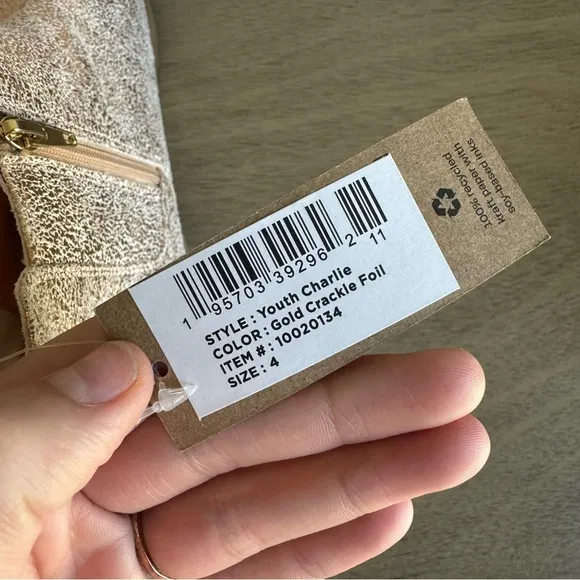 1 95703 39296 2 11
STYLE : Youth Charlie
COLOR : Gold Crackle Foil
ITEM # : 10020134
SIZE : 4
100% recycled
kraft paper with
soy-based inks